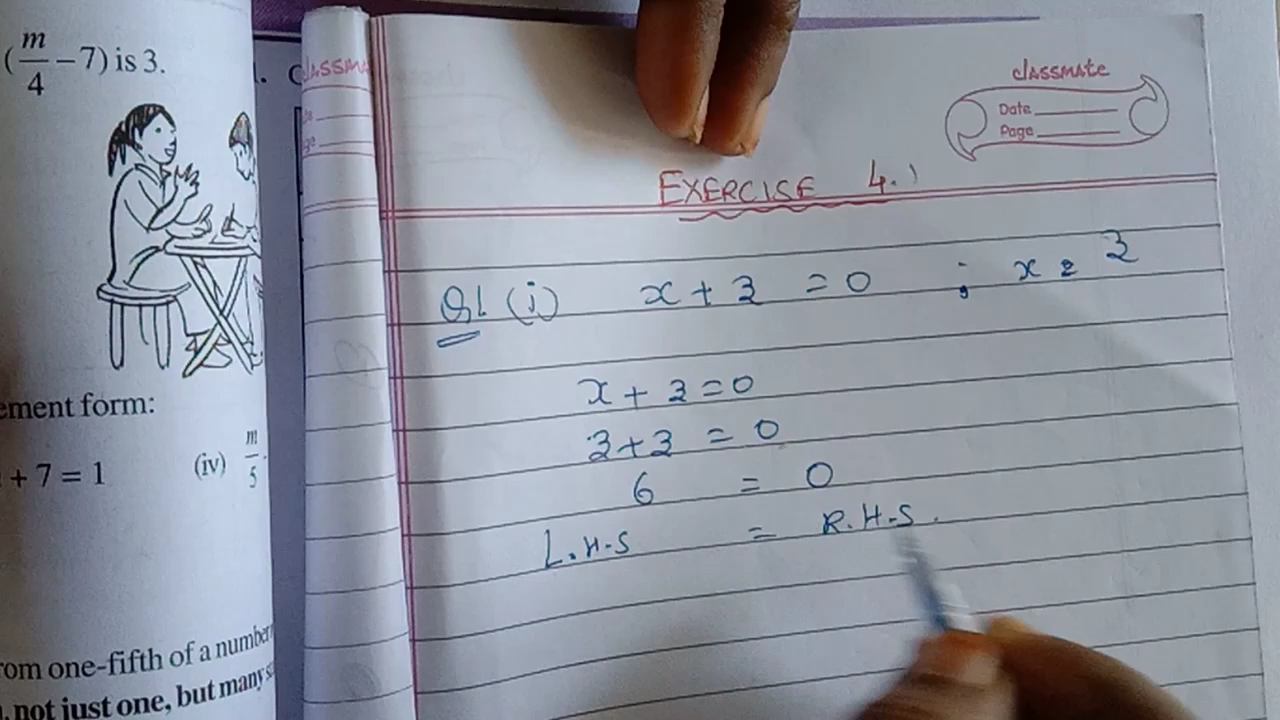 (m/4 − 7) is 3.
ement form:
+ 7 = 1
(iv) m/5
rom one-fifth of a number
not just one, but many
CLASSMA
classmate
Date
Page
EXERCISE 4.1
Q1 (i) x + 3 = 0 ; x = 3
x + 3 = 0
3 + 3 = 0
6 = 0
L.H.S = R.H.S.